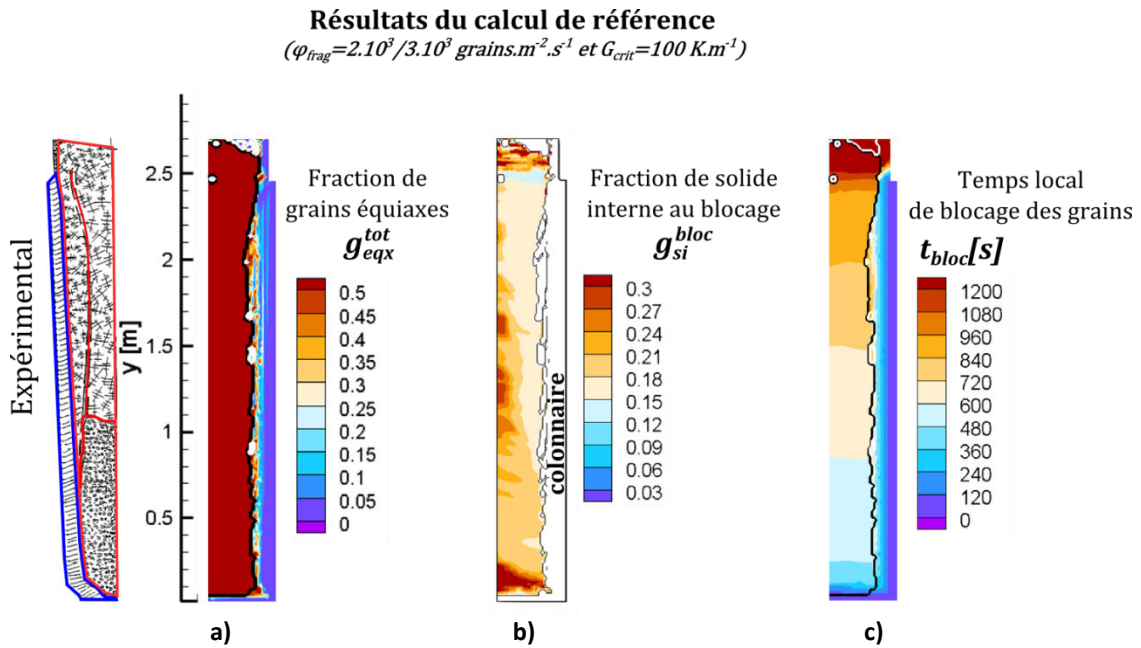 Résultats du calcul de référence
(φfrag=2.10³/3.10³ grains.m⁻².s⁻¹ et Gcrit=100 K.m⁻¹)
Expérimental
y [m]
2.5
2
1.5
1
0.5
Fraction de
grains équiaxes
g_eqx^tot
0.5
0.45
0.4
0.35
0.3
0.25
0.2
0.15
0.1
0.05
0
a)
colonnaire
Fraction de solide
interne au blocage
g_si^bloc
0.3
0.27
0.24
0.21
0.18
0.15
0.12
0.09
0.06
0.03
b)
Temps local
de blocage des grains
t_bloc[s]
1200
1080
960
840
720
600
480
360
240
120
0
c)